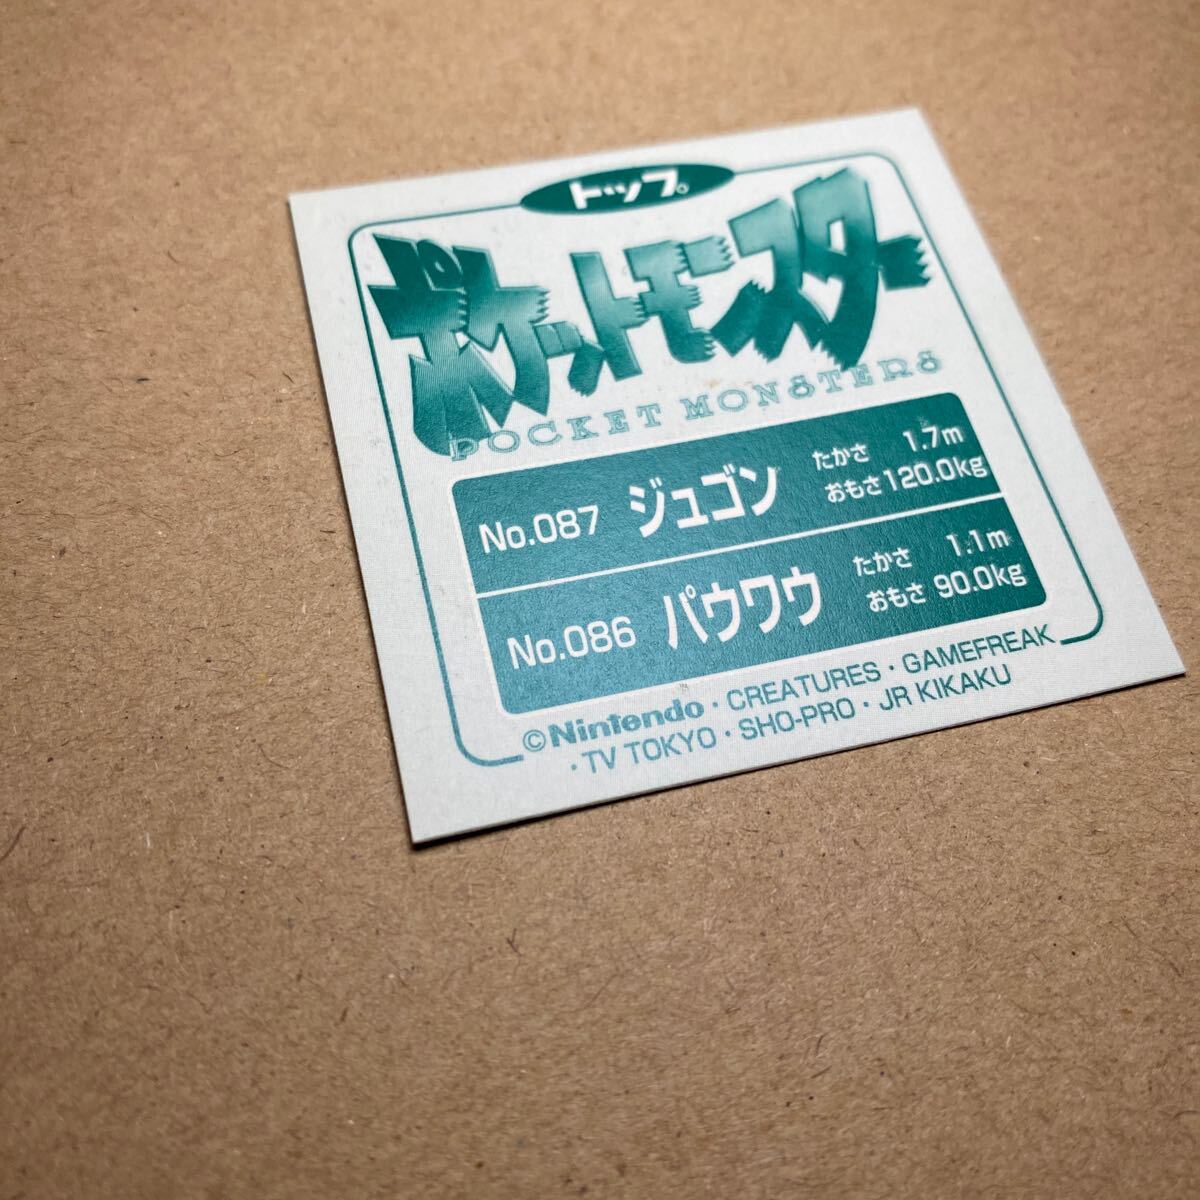 トップ。
ポケットモンスター
POCKET MONSTERS
No.087 ジュゴン たかさ 1.7m
おもさ 120.0kg
No.086 パウワウ たかさ 1.1m
おもさ 90.0kg
©Nintendo・CREATURES・GAMEFREAK
・TV TOKYO・SHO-PRO・JR KIKAKU